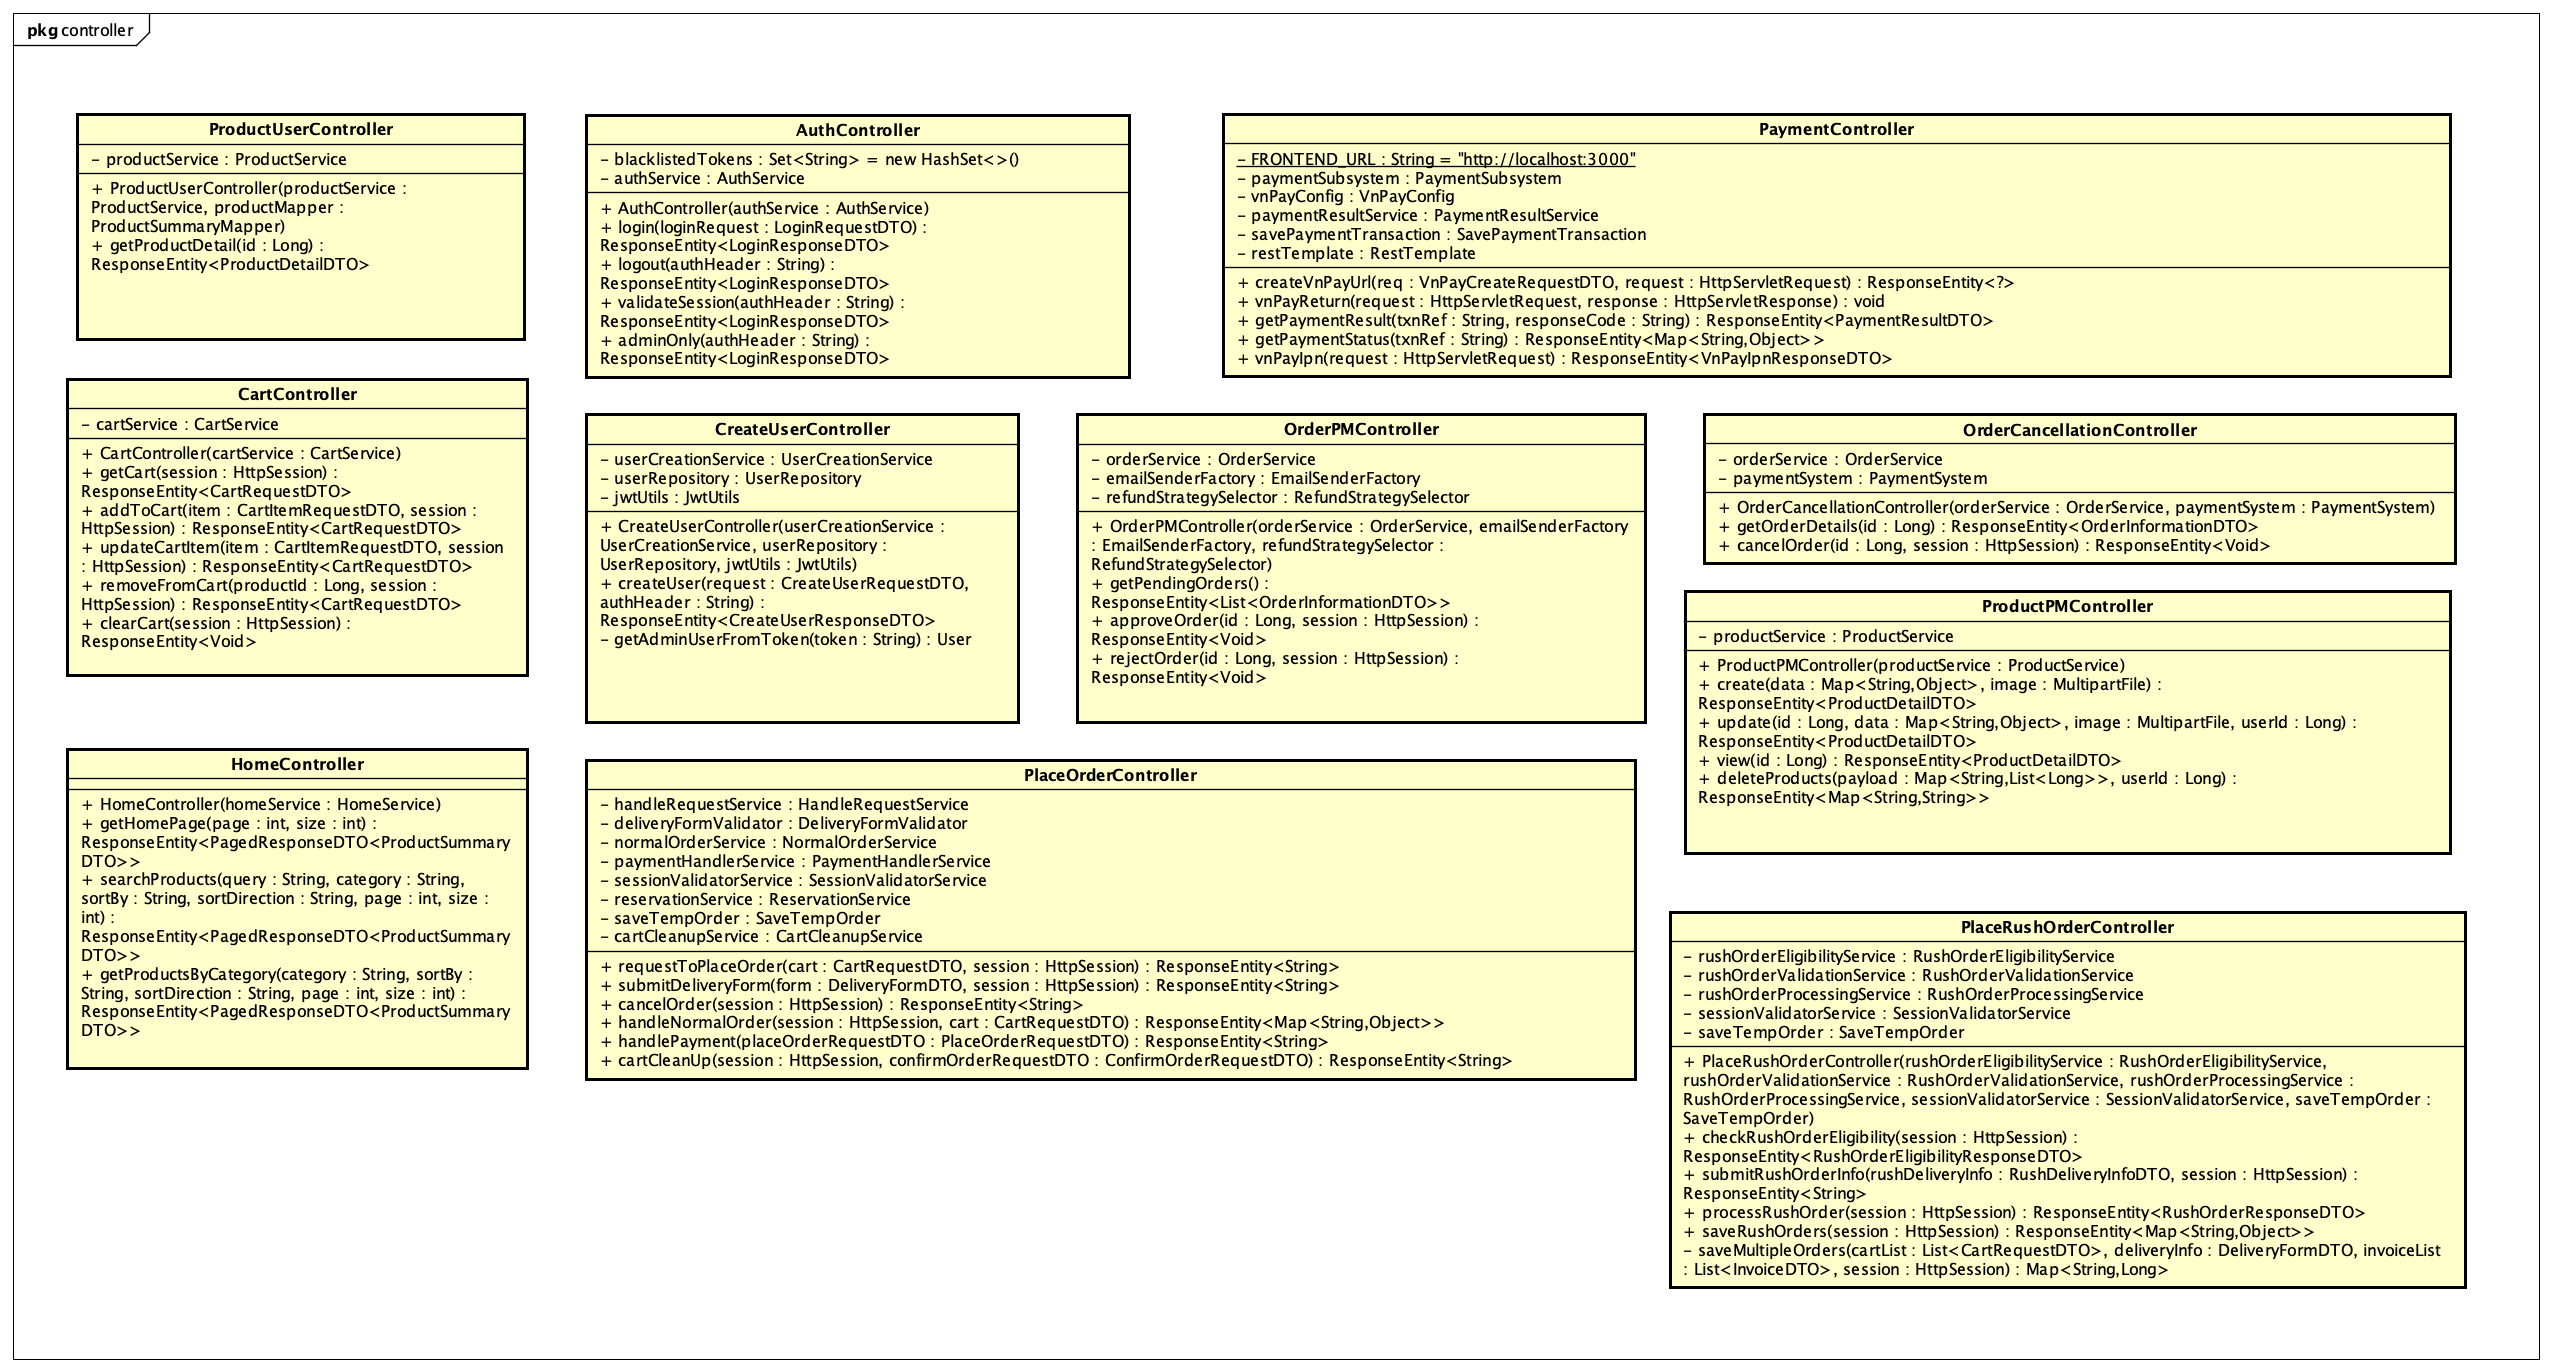 pkg controller
ProductUserController
– productService : ProductService
+ ProductUserController(productService :
ProductService, productMapper :
ProductSummaryMapper)
+ getProductDetail(id : Long) :
ResponseEntity<ProductDetailDTO>
AuthController
– blacklistedTokens : Set<String> = new HashSet<>()
– authService : AuthService
+ AuthController(authService : AuthService)
+ login(loginRequest : LoginRequestDTO) :
ResponseEntity<LoginResponseDTO>
+ logout(authHeader : String) :
ResponseEntity<LoginResponseDTO>
+ validateSession(authHeader : String) :
ResponseEntity<LoginResponseDTO>
+ adminOnly(authHeader : String) :
ResponseEntity<LoginResponseDTO>
PaymentController
– FRONTEND_URL : String = "http://localhost:3000"
– paymentSubsystem : PaymentSubsystem
– vnPayConfig : VnPayConfig
– paymentResultService : PaymentResultService
– savePaymentTransaction : SavePaymentTransaction
– restTemplate : RestTemplate
+ createVnPayUrl(req : VnPayCreateRequestDTO, request : HttpServletRequest) : ResponseEntity<?>
+ vnPayReturn(request : HttpServletRequest, response : HttpServletResponse) : void
+ getPaymentResult(txnRef : String, responseCode : String) : ResponseEntity<PaymentResultDTO>
+ getPaymentStatus(txnRef : String) : ResponseEntity<Map<String,Object>>
+ vnPayIpn(request : HttpServletRequest) : ResponseEntity<VnPayIpnResponseDTO>
CartController
– cartService : CartService
+ CartController(cartService : CartService)
+ getCart(session : HttpSession) :
ResponseEntity<CartRequestDTO>
+ addToCart(item : CartItemRequestDTO, session :
HttpSession) : ResponseEntity<CartRequestDTO>
+ updateCartItem(item : CartItemRequestDTO, session
: HttpSession) : ResponseEntity<CartRequestDTO>
+ removeFromCart(productId : Long, session :
HttpSession) : ResponseEntity<CartRequestDTO>
+ clearCart(session : HttpSession) :
ResponseEntity<Void>
CreateUserController
– userCreationService : UserCreationService
– userRepository : UserRepository
– jwtUtils : JwtUtils
+ CreateUserController(userCreationService :
UserCreationService, userRepository :
UserRepository, jwtUtils : JwtUtils)
+ createUser(request : CreateUserRequestDTO,
authHeader : String) :
ResponseEntity<CreateUserResponseDTO>
– getAdminUserFromToken(token : String) : User
OrderPMController
– orderService : OrderService
– emailSenderFactory : EmailSenderFactory
– refundStrategySelector : RefundStrategySelector
+ OrderPMController(orderService : OrderService, emailSenderFactory
: EmailSenderFactory, refundStrategySelector :
RefundStrategySelector)
+ getPendingOrders() :
ResponseEntity<List<OrderInformationDTO>>
+ approveOrder(id : Long, session : HttpSession) :
ResponseEntity<Void>
+ rejectOrder(id : Long, session : HttpSession) :
ResponseEntity<Void>
OrderCancellationController
– orderService : OrderService
– paymentSystem : PaymentSystem
+ OrderCancellationController(orderService : OrderService, paymentSystem : PaymentSystem)
+ getOrderDetails(id : Long) : ResponseEntity<OrderInformationDTO>
+ cancelOrder(id : Long, session : HttpSession) : ResponseEntity<Void>
ProductPMController
– productService : ProductService
+ ProductPMController(productService : ProductService)
+ create(data : Map<String,Object>, image : MultipartFile) :
ResponseEntity<ProductDetailDTO>
+ update(id : Long, data : Map<String,Object>, image : MultipartFile, userId : Long) :
ResponseEntity<ProductDetailDTO>
+ view(id : Long) : ResponseEntity<ProductDetailDTO>
+ deleteProducts(payload : Map<String,List<Long>>, userId : Long) :
ResponseEntity<Map<String,String>>
HomeController
+ HomeController(homeService : HomeService)
+ getHomePage(page : int, size : int) :
ResponseEntity<PagedResponseDTO<ProductSummary
DTO>>
+ searchProducts(query : String, category : String,
sortBy : String, sortDirection : String, page : int, size :
int) :
ResponseEntity<PagedResponseDTO<ProductSummary
DTO>>
+ getProductsByCategory(category : String, sortBy :
String, sortDirection : String, page : int, size : int) :
ResponseEntity<PagedResponseDTO<ProductSummary
DTO>>
PlaceOrderController
– handleRequestService : HandleRequestService
– deliveryFormValidator : DeliveryFormValidator
– normalOrderService : NormalOrderService
– paymentHandlerService : PaymentHandlerService
– sessionValidatorService : SessionValidatorService
– reservationService : ReservationService
– saveTempOrder : SaveTempOrder
– cartCleanupService : CartCleanupService
+ requestToPlaceOrder(cart : CartRequestDTO, session : HttpSession) : ResponseEntity<String>
+ submitDeliveryForm(form : DeliveryFormDTO, session : HttpSession) : ResponseEntity<String>
+ cancelOrder(session : HttpSession) : ResponseEntity<String>
+ handleNormalOrder(session : HttpSession, cart : CartRequestDTO) : ResponseEntity<Map<String,Object>>
+ handlePayment(placeOrderRequestDTO : PlaceOrderRequestDTO) : ResponseEntity<String>
+ cartCleanUp(session : HttpSession, confirmOrderRequestDTO : ConfirmOrderRequestDTO) : ResponseEntity<String>
PlaceRushOrderController
– rushOrderEligibilityService : RushOrderEligibilityService
– rushOrderValidationService : RushOrderValidationService
– rushOrderProcessingService : RushOrderProcessingService
– sessionValidatorService : SessionValidatorService
– saveTempOrder : SaveTempOrder
+ PlaceRushOrderController(rushOrderEligibilityService : RushOrderEligibilityService,
rushOrderValidationService : RushOrderValidationService, rushOrderProcessingService :
RushOrderProcessingService, sessionValidatorService : SessionValidatorService, saveTempOrder :
SaveTempOrder)
+ checkRushOrderEligibility(session : HttpSession) :
ResponseEntity<RushOrderEligibilityResponseDTO>
+ submitRushOrderInfo(rushDeliveryInfo : RushDeliveryInfoDTO, session : HttpSession) :
ResponseEntity<String>
+ processRushOrder(session : HttpSession) : ResponseEntity<RushOrderResponseDTO>
+ saveRushOrders(session : HttpSession) : ResponseEntity<Map<String,Object>>
– saveMultipleOrders(cartList : List<CartRequestDTO>, deliveryInfo : DeliveryFormDTO, invoiceList
: List<InvoiceDTO>, session : HttpSession) : Map<String,Long>